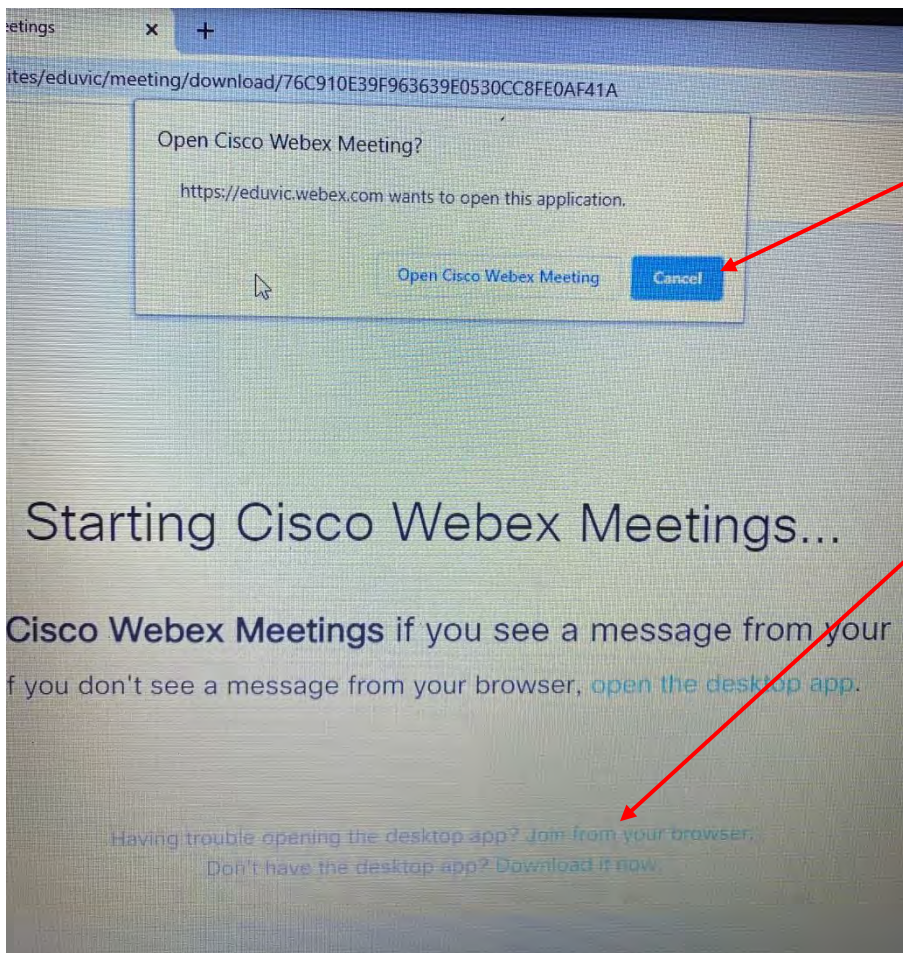 etings × +
ites/eduvic/meeting/download/76C910E39F963639E0530CC8FE0AF41A
Open Cisco Webex Meeting?
https://eduvic.webex.com wants to open this application.
Open Cisco Webex Meeting Cancel
Starting Cisco Webex Meetings...
Cisco Webex Meetings if you see a message from your
f you don't see a message from your browser, open the desktop app.
Having trouble opening the desktop app? Join from your browser.
Don't have the desktop app? Download it now.